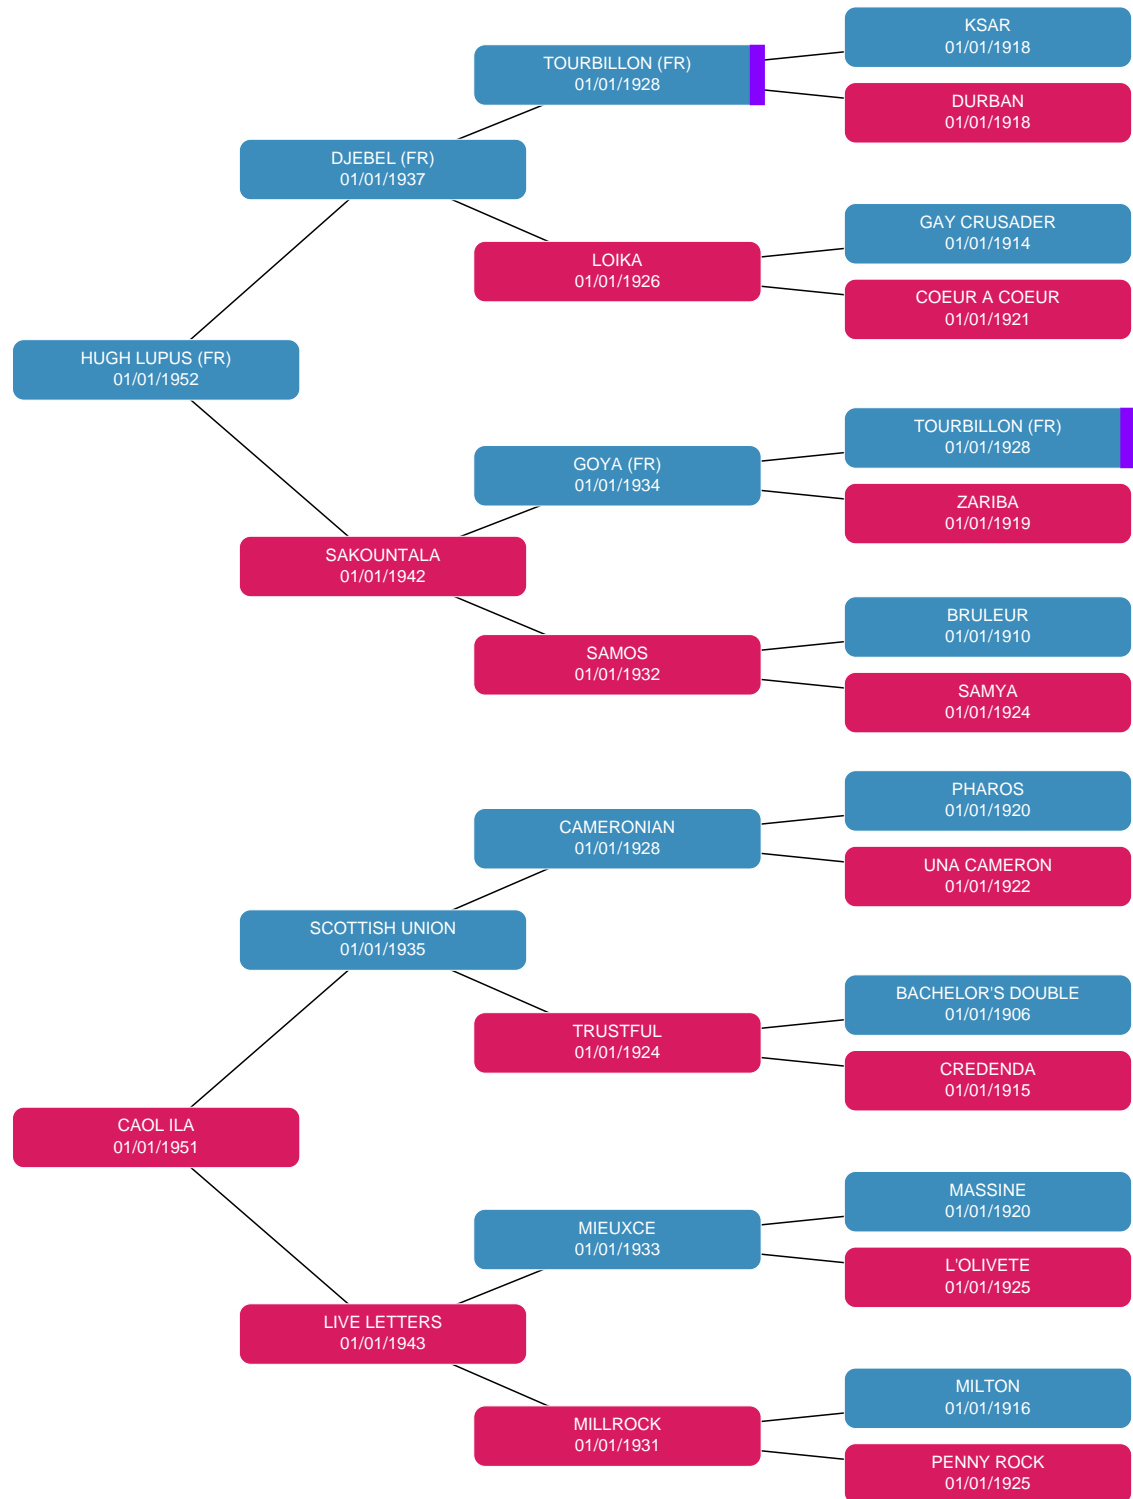 KSAR
01/01/1918
TOURBILLON (FR)
01/01/1928
DURBAN
01/01/1918
DJEBEL (FR)
01/01/1937
GAY CRUSADER
01/01/1914
LOIKA
01/01/1926
COEUR A COEUR
01/01/1921
HUGH LUPUS (FR)
01/01/1952
TOURBILLON (FR)
01/01/1928
GOYA (FR)
01/01/1934
ZARIBA
01/01/1919
SAKOUNTALA
01/01/1942
BRULEUR
01/01/1910
SAMOS
01/01/1932
SAMYA
01/01/1924
PHAROS
01/01/1920
CAMERONIAN
01/01/1928
UNA CAMERON
01/01/1922
SCOTTISH UNION
01/01/1935
BACHELOR'S DOUBLE
01/01/1906
TRUSTFUL
01/01/1924
CREDENDA
01/01/1915
CAOL ILA
01/01/1951
MASSINE
01/01/1920
MIEUXCE
01/01/1933
L'OLIVETE
01/01/1925
LIVE LETTERS
01/01/1943
MILTON
01/01/1916
MILLROCK
01/01/1931
PENNY ROCK
01/01/1925